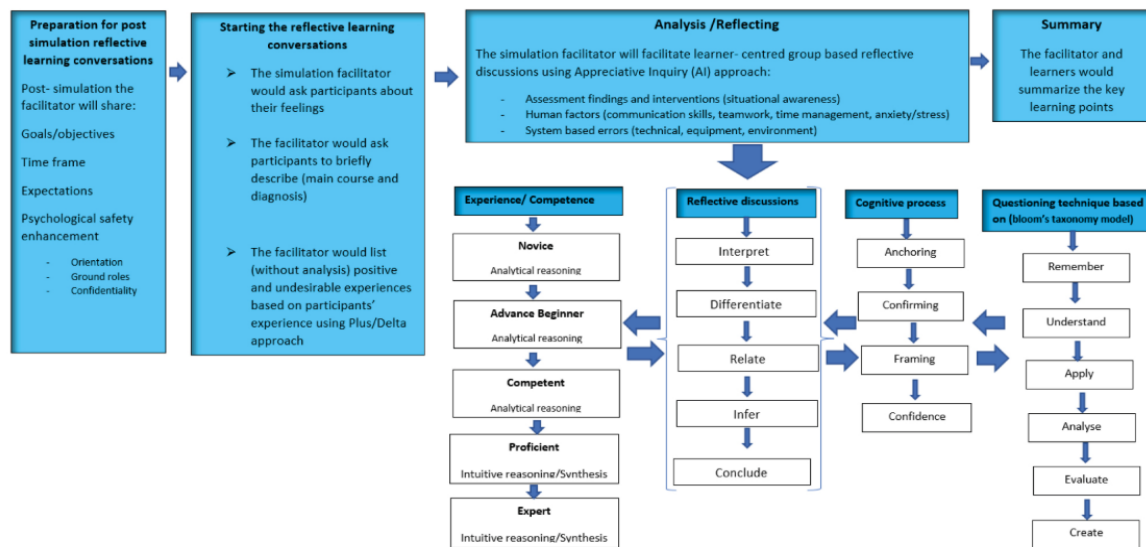 Preparation for post
simulation reflective
learning conversations
Post- simulation the
facilitator will share:
Goals/objectives
Time frame
Expectations
Psychological safety
enhancement
- Orientation
- Ground roles
- Confidentiality
Starting the reflective learning
conversations
➢ The simulation facilitator
would ask participants about
their feelings
➢ The facilitator would ask
participants to briefly
describe (main course and
diagnosis)
➢ The facilitator would list
(without analysis) positive
and undesirable experiences
based on participants'
experience using Plus/Delta
approach
Analysis /Reflecting
The simulation facilitator will facilitate learner- centred group based reflective
discussions using Appreciative Inquiry (AI) approach:
- Assessment findings and interventions (situational awareness)
- Human factors (communication skills, teamwork, time management, anxiety/stress)
- System based errors (technical, equipment, environment)
Summary
The facilitator and
learners would
summarize the key
learning points
Experience/ Competence
Novice
Analytical reasoning
Advance Beginner
Analytical reasoning
Competent
Analytical reasoning
Proficient
Intuitive reasoning/Synthesis
Expert
Intuitive reasoning/Synthesis
Reflective discussions
Interpret
Differentiate
Relate
Infer
Conclude
Cognitive process
Anchoring
Confirming
Framing
Confidence
Questioning technique based
on (bloom's taxonomy model)
Remember
Understand
Apply
Analyse
Evaluate
Create